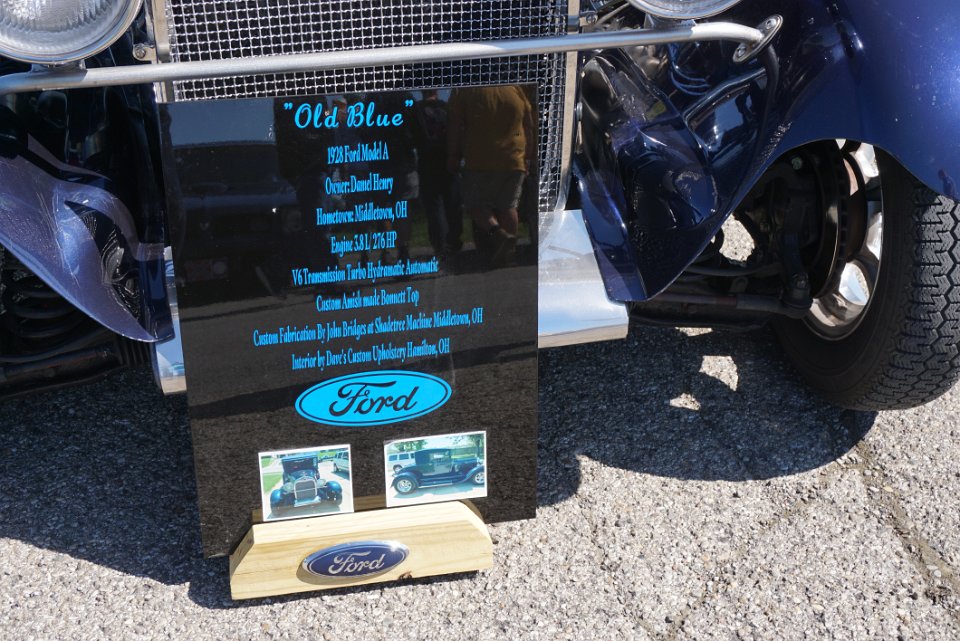 "Old Blue"
1928 Ford Model A
Owner: Daniel Henry
Hometown: Middletown, OH
Engine 3.8 L/ 276 HP
V6 Transmission Turbo Hydramatic Automatic
Custom Amish made Bonnett Top
Custom Fabrication By John Bridges at Shadetree Machine Middletown, OH
Interior by Dave's Custom Upholstery Hamilton, OH
Ford
Ford